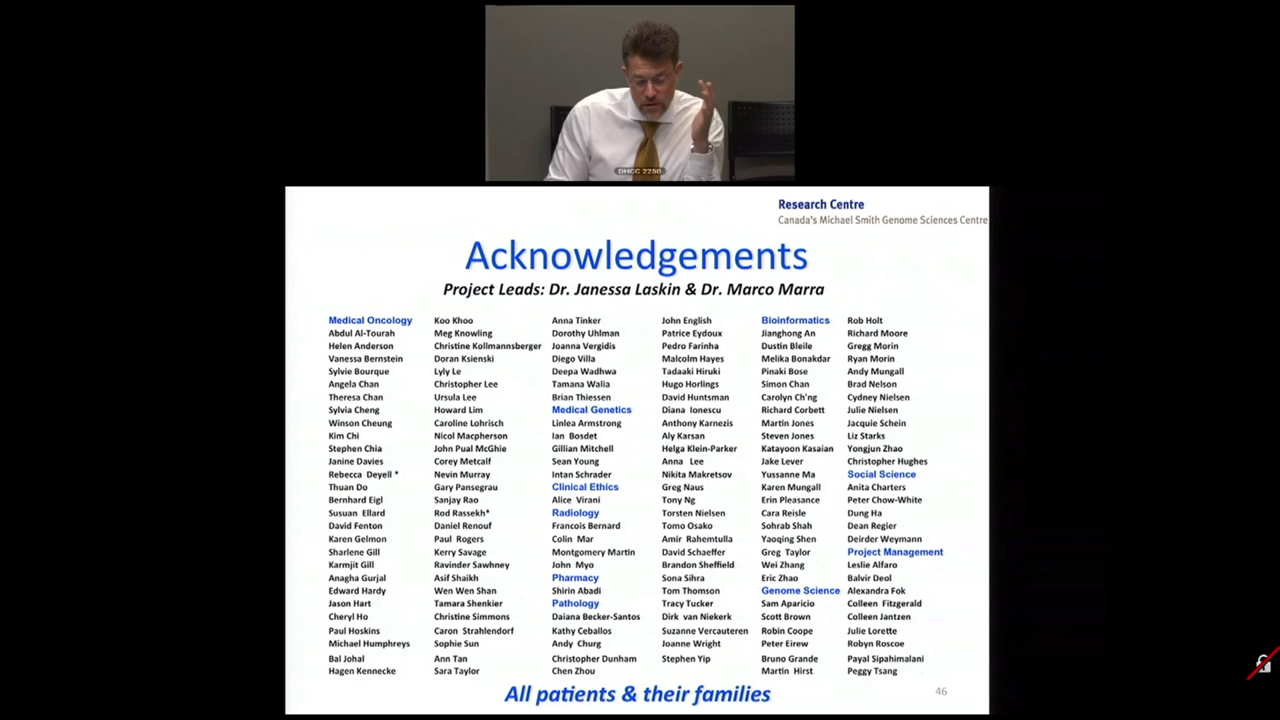 DHCC 2250
Research Centre
Canada's Michael Smith Genome Sciences Centre
Acknowledgements
Project Leads: Dr. Janessa Laskin & Dr. Marco Marra
Medical Oncology
Abdul Al-Tourah
Helen Anderson
Vanessa Bernstein
Sylvie Bourque
Angela Chan
Theresa Chan
Sylvia Cheng
Winson Cheung
Kim Chi
Stephen Chia
Janine Davies
Rebecca Deyell *
Thuan Do
Bernhard Eigl
Susuan Ellard
David Fenton
Karen Gelmon
Sharlene Gill
Karmjit Gill
Anagha Gurjal
Edward Hardy
Jason Hart
Cheryl Ho
Paul Hoskins
Michael Humphreys
Bal Johal
Hagen Kennecke
Koo Khoo
Meg Knowling
Christine Kollmannsberger
Doran Ksienski
Lyly Le
Christopher Lee
Ursula Lee
Howard Lim
Caroline Lohrisch
Nicol Macpherson
John Pual McGhie
Corey Metcalf
Nevin Murray
Gary Pansegrau
Sanjay Rao
Rod Rassekh*
Daniel Renouf
Paul Rogers
Kerry Savage
Ravinder Sawhney
Asif Shaikh
Wen Wen Shan
Tamara Shenkier
Christine Simmons
Caron Strahlendorf
Sophie Sun
Ann Tan
Sara Taylor
Anna Tinker
Dorothy Uhlman
Joanna Vergidis
Diego Villa
Deepa Wadhwa
Tamana Walia
Brian Thiessen
Medical Genetics
Linlea Armstrong
Ian Bosdet
Gillian Mitchell
Sean Young
Intan Schrader
Clinical Ethics
Alice Virani
Radiology
Francois Bernard
Colin Mar
Montgomery Martin
John Myo
Pharmacy
Shirin Abadi
Pathology
Daiana Becker-Santos
Kathy Ceballos
Andy Churg
Christopher Dunham
Chen Zhou
John English
Patrice Eydoux
Pedro Farinha
Malcolm Hayes
Tadaaki Hiruki
Hugo Horlings
David Huntsman
Diana Ionescu
Anthony Karnezis
Aly Karsan
Helga Klein-Parker
Anna Lee
Nikita Makretsov
Greg Naus
Tony Ng
Torsten Nielsen
Tomo Osako
Amir Rahemtulla
David Schaeffer
Brandon Sheffield
Sona Sihra
Tom Thomson
Tracy Tucker
Dirk van Niekerk
Suzanne Vercauteren
Joanne Wright
Stephen Yip
Bioinformatics
Jianghong An
Dustin Bleile
Melika Bonakdar
Pinaki Bose
Simon Chan
Carolyn Ch'ng
Richard Corbett
Martin Jones
Steven Jones
Katayoon Kasaian
Jake Lever
Yussanne Ma
Karen Mungall
Erin Pleasance
Cara Reisle
Sohrab Shah
Yaoqing Shen
Greg Taylor
Wei Zhang
Eric Zhao
Genome Science
Sam Aparicio
Scott Brown
Robin Coope
Peter Eirew
Bruno Grande
Martin Hirst
Rob Holt
Richard Moore
Gregg Morin
Ryan Morin
Andy Mungall
Brad Nelson
Cydney Nielsen
Julie Nielsen
Jacquie Schein
Liz Starks
Yongjun Zhao
Christopher Hughes
Social Science
Anita Charters
Peter Chow-White
Dung Ha
Dean Regier
Deirder Weymann
Project Management
Leslie Alfaro
Balvir Deol
Alexandra Fok
Colleen Fitzgerald
Colleen Jantzen
Julie Lorette
Robyn Roscoe
Payal Sipahimalani
Peggy Tsang
All patients & their families
46